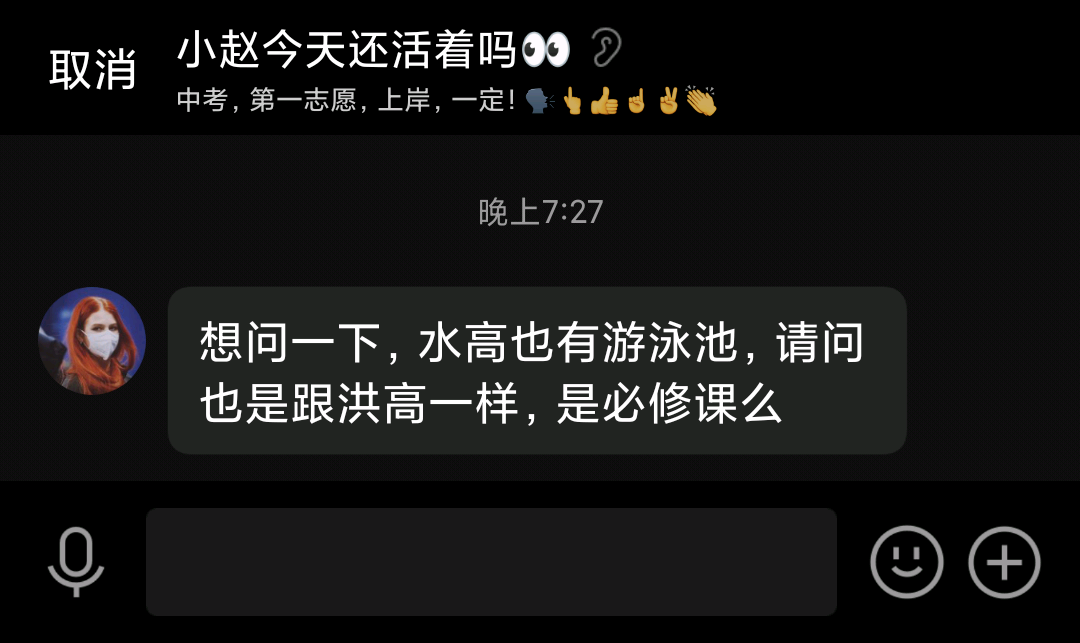 取消
小赵今天还活着吗👀
中考，第一志愿，上岸，一定! 🗣👆👍☝✌👏
晚上7:27
想问一下，水高也有游泳池，请问
也是跟洪高一样，是必修课么